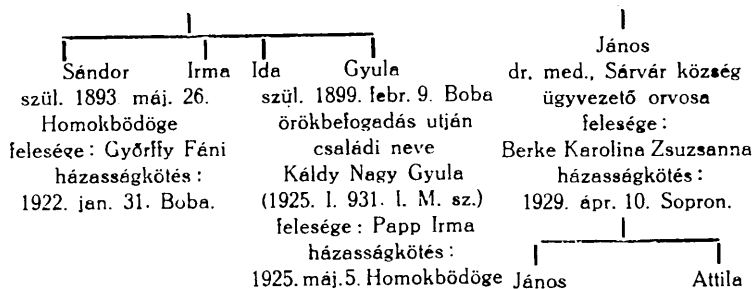 Sándor Irma Ida Gyula
szül. 1893 máj. 26.
Homokbödöge
felesége : Győrffy Fáni
házasságkötés :
1922. jan. 31. Boba.
szül. 1899. febr. 9. Boba
örökbefogadás utján
családi neve
Káldy Nagy Gyula
(1925. I. 931. I. M. sz.)
felesége : Papp Irma
házasságkötés :
1925. máj. 5. Homokbödöge
János
dr. med., Sárvár község
ügyvezető orvosa
felesége :
Berke Karolina Zsuzsanna
házasságkötés :
1929. ápr. 10. Sopron.
János Attila